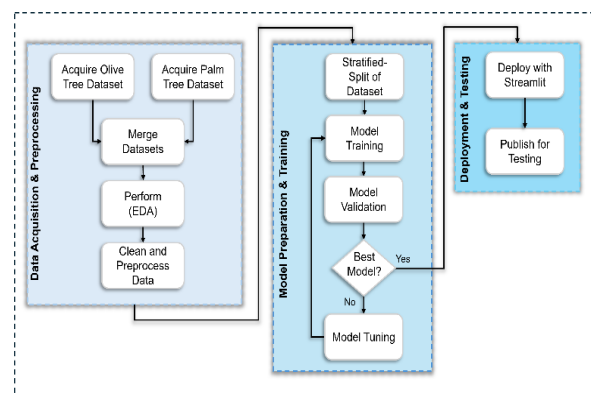 Data Acquisition & Preprocessing
Acquire Olive
Tree Dataset
Acquire Palm
Tree Dataset
Merge
Datasets
Perform
(EDA)
Clean and
Preprocess
Data
Model Preparation & Training
Stratified-
Split of
Dataset
Model
Training
Model
Validation
Best
Model?
Yes
No
Model Tuning
Deployment & Testing
Deploy with
Streamlit
Publish for
Testing